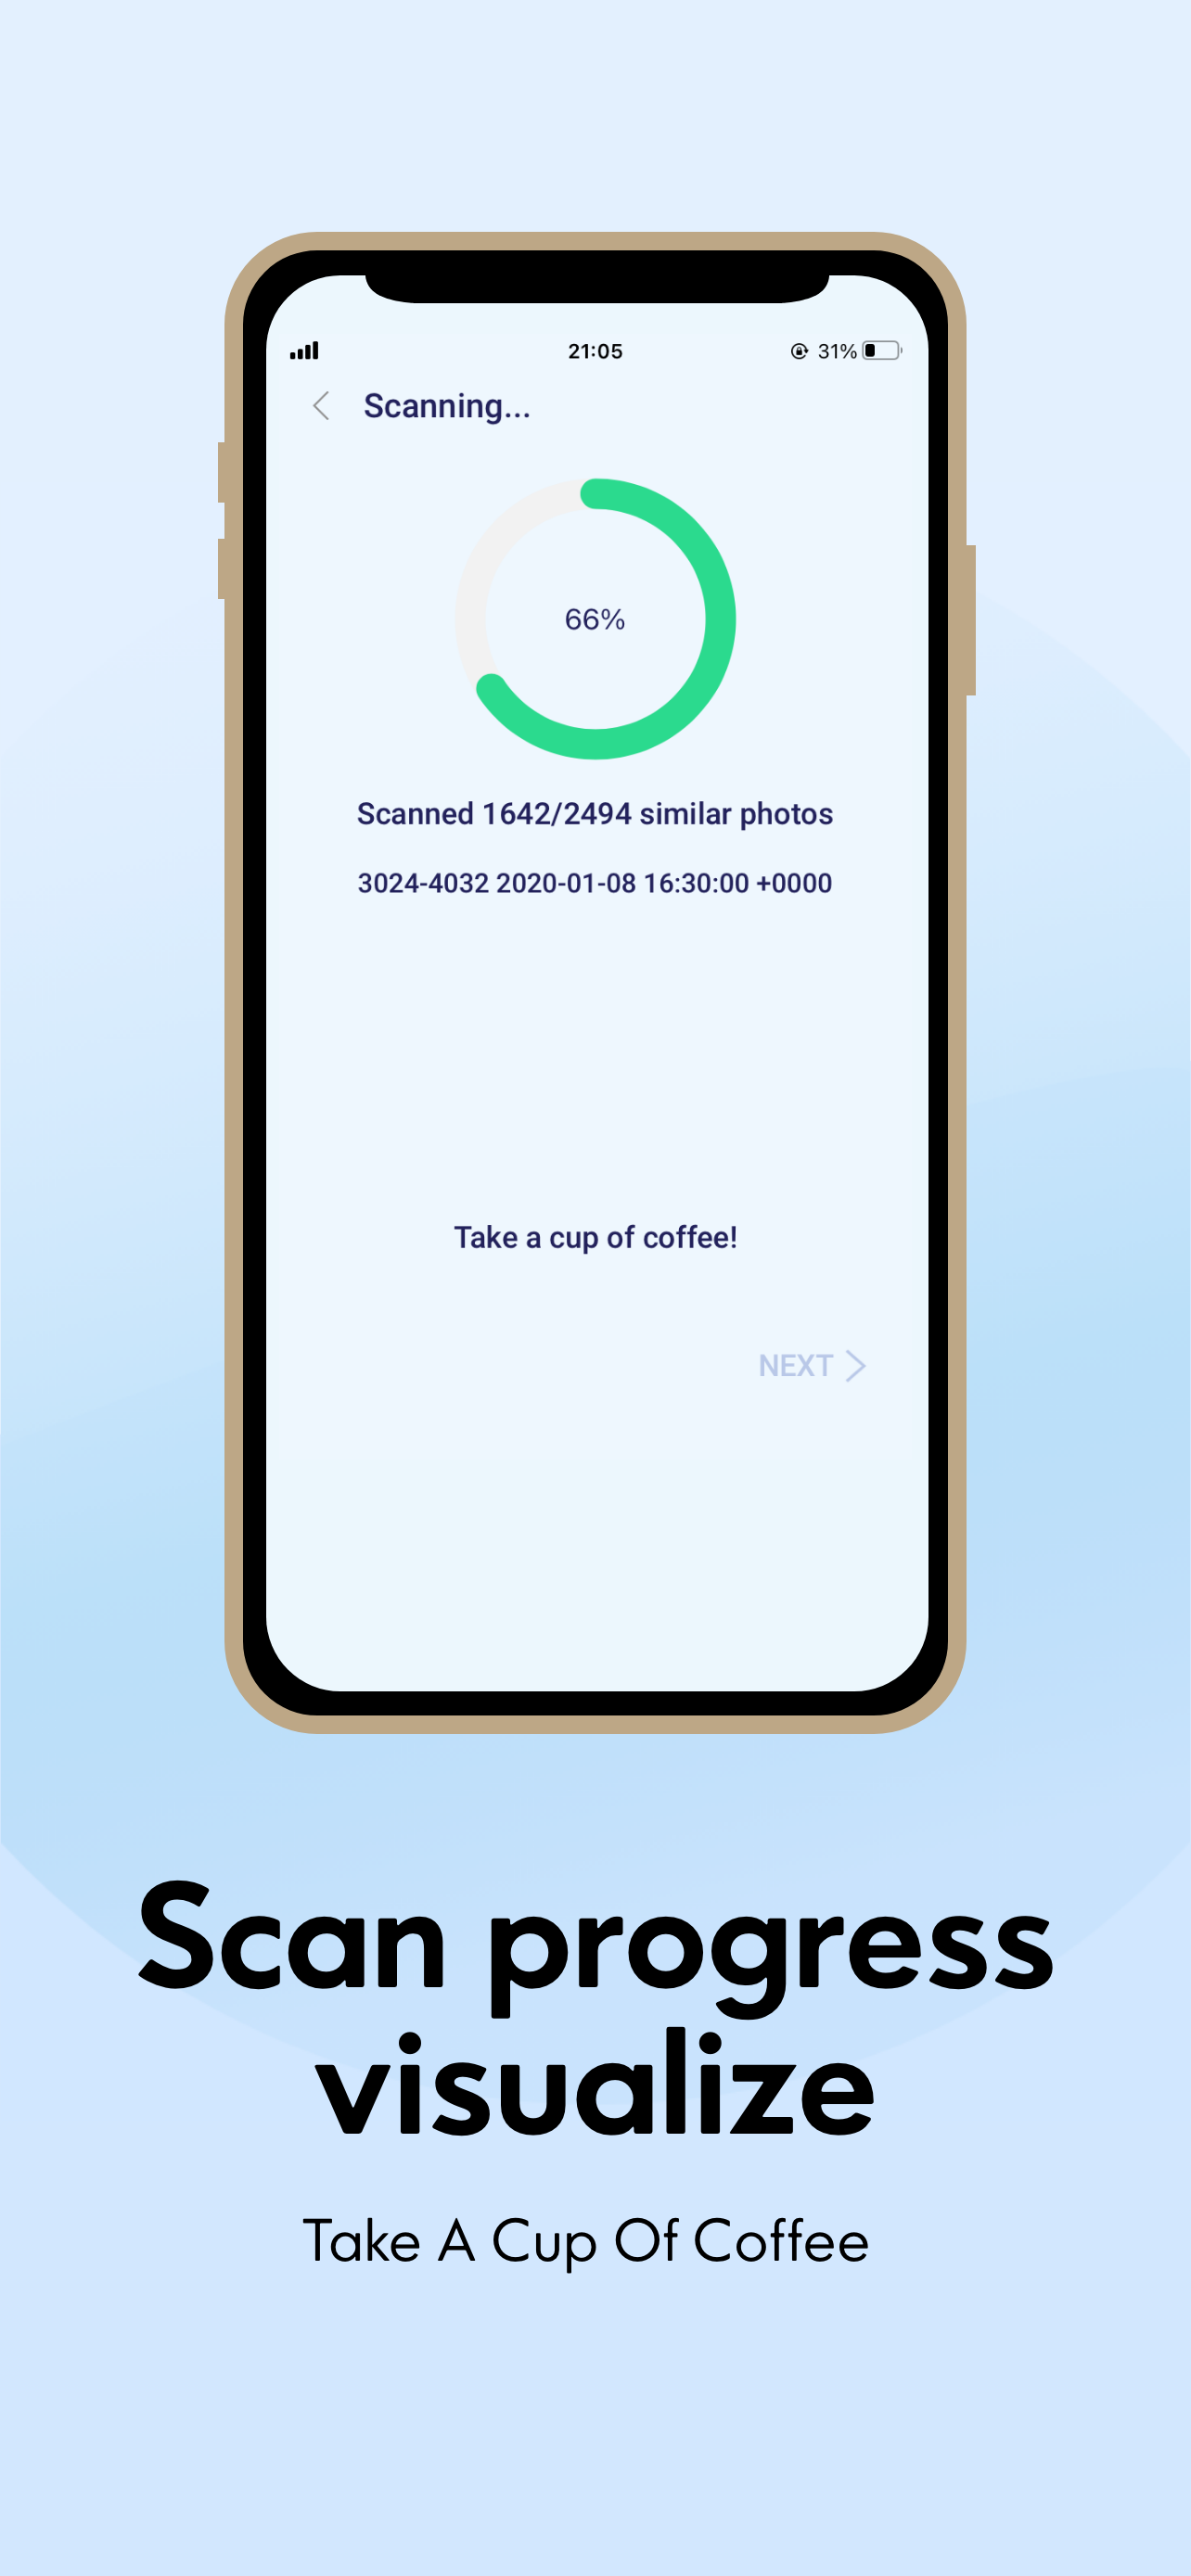 21:05
31%
Scanning...
66%
Scanned 1642/2494 similar photos
3024-4032 2020-01-08 16:30:00 +0000
Take a cup of coffee!
NEXT
Scan progress
visualize
Take A Cup Of Coffee